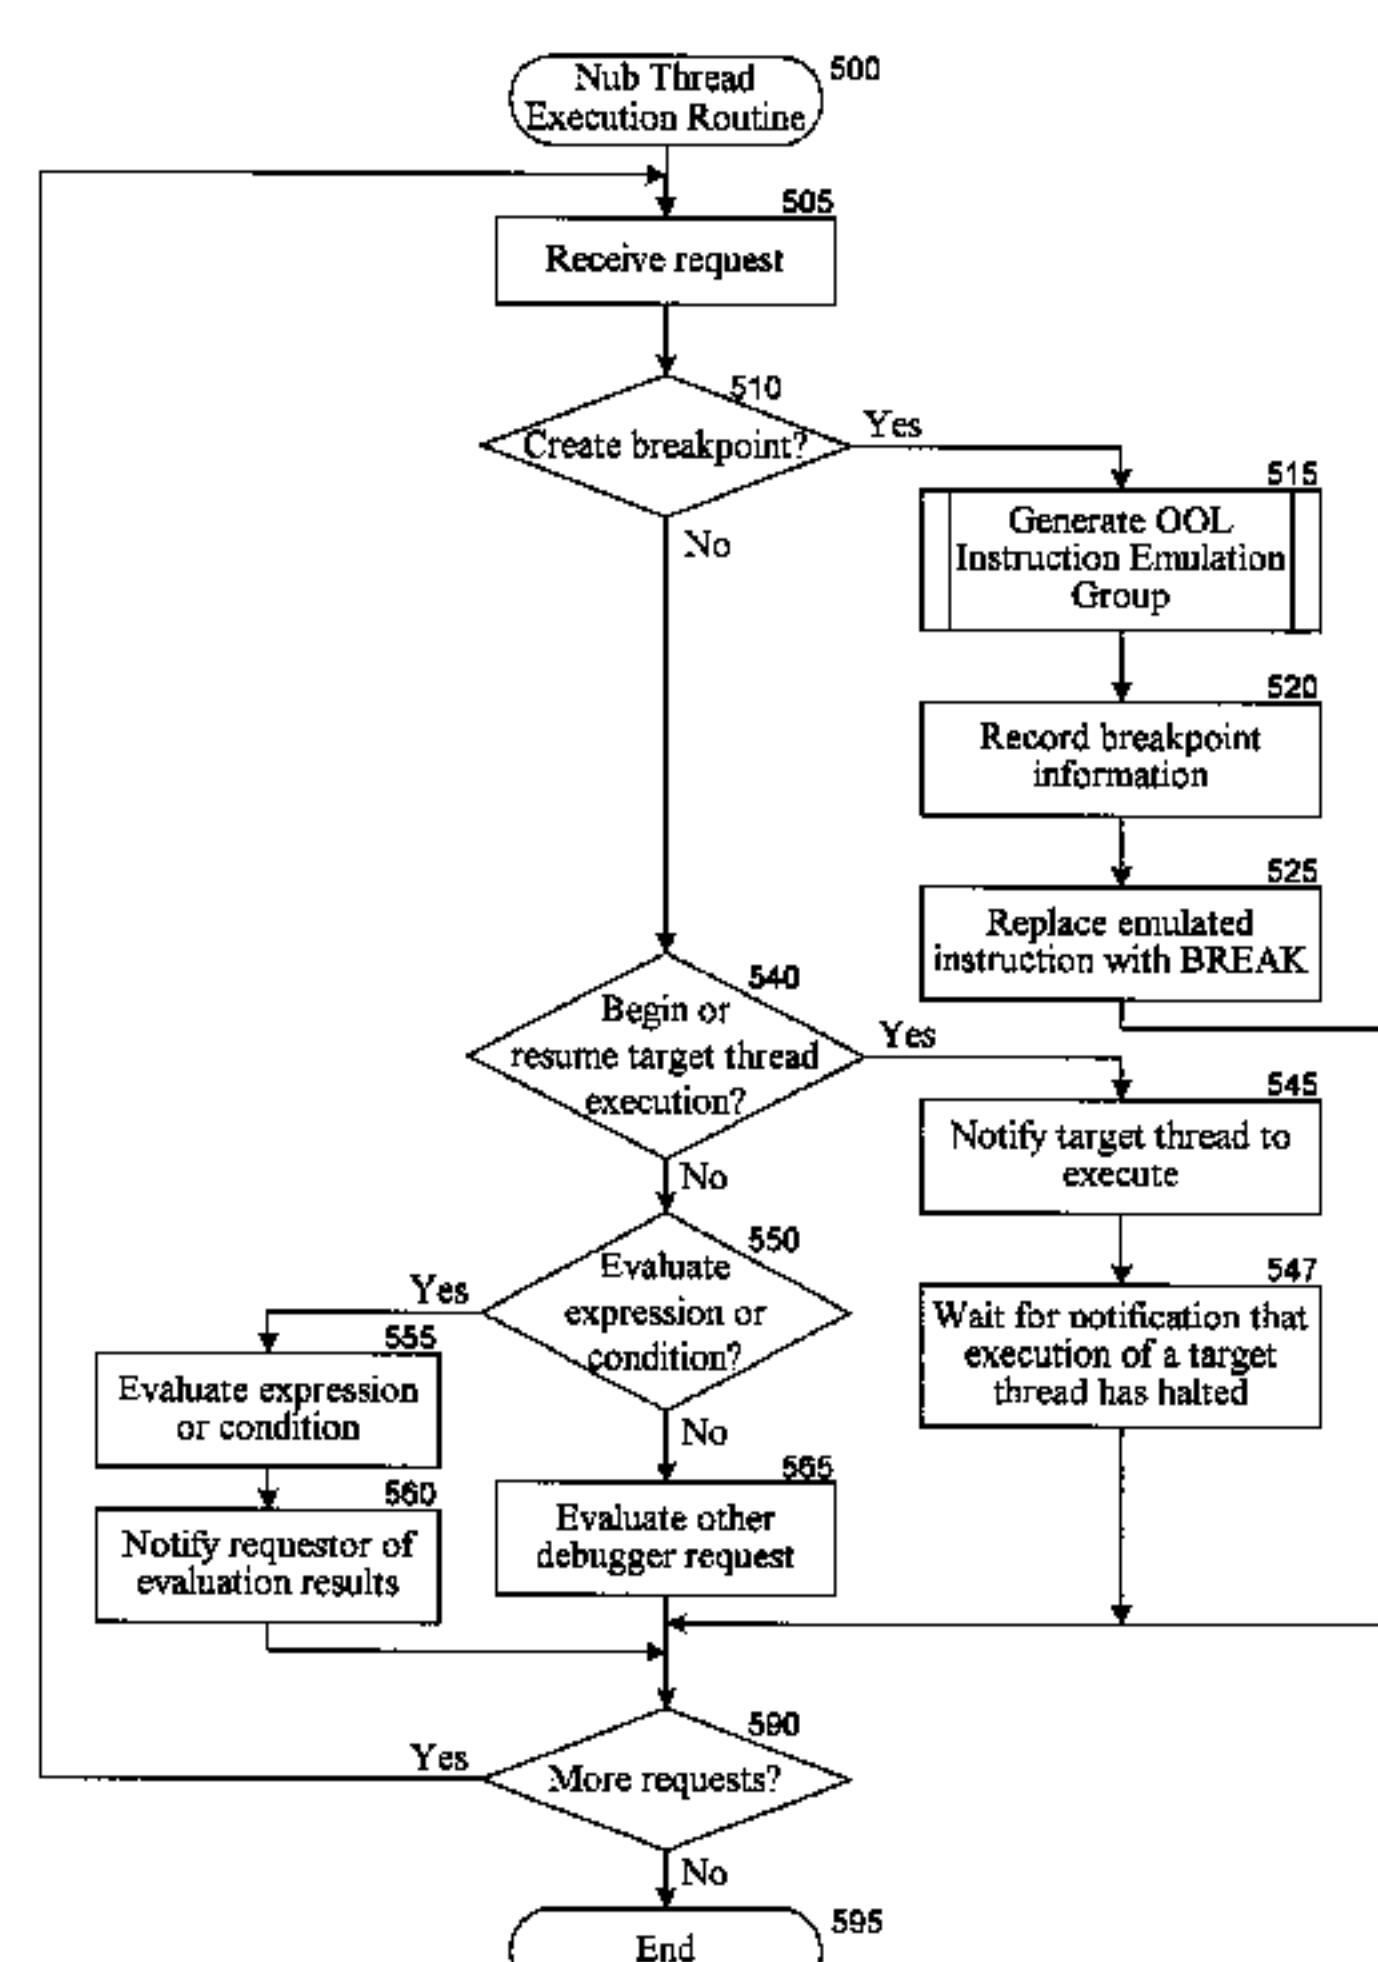 Nub Thread
Execution Routine
500
505
Receive request
510
Create breakpoint?
Yes
No
515
Generate OOL
Instruction Emulation
Group
520
Record breakpoint
information
525
Replace emulated
instruction with BREAK
540
Begin or
resume target thread
execution?
Yes
No
545
Notify target thread to
execute
547
Wait for notification that
execution of a target
thread has halted
550
Evaluate
expression or
condition?
Yes
No
555
Evaluate expression
or condition
560
Notify requestor of
evaluation results
565
Evaluate other
debugger request
590
More requests?
Yes
No
595
End